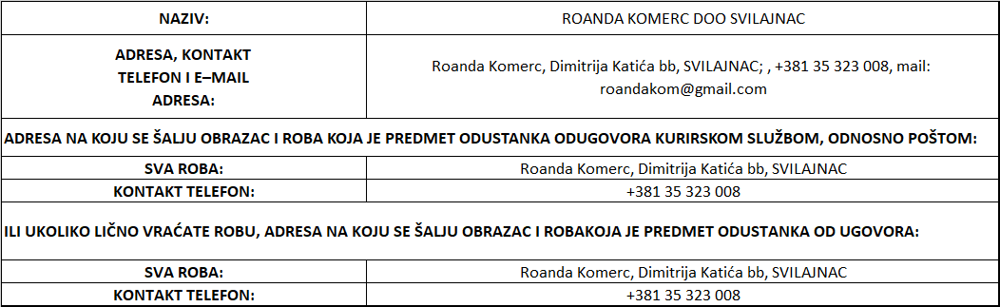 NAZIV: ROANDA KOMERC DOO SVILAJNAC
ADRESA, KONTAKT
TELEFON I E–MAIL
ADRESA:
Roanda Komerc, Dimitrija Katića bb, SVILAJNAC; , +381 35 323 008, mail:
roandakom@gmail.com
ADRESA NA KOJU SE ŠALJU OBRAZAC I ROBA KOJA JE PREDMET ODUSTANKA ODUGOVORA KURIRSKOM SLUŽBOM, ODNOSNO POŠTOM:
SVA ROBA: Roanda Komerc, Dimitrija Katića bb, SVILAJNAC
KONTAKT TELEFON: +381 35 323 008
ILI UKOLIKO LIČNO VRAĆATE ROBU, ADRESA NA KOJU SE ŠALJU OBRAZAC I ROBAKOJA JE PREDMET ODUSTANKA OD UGOVORA:
SVA ROBA: Roanda Komerc, Dimitrija Katića bb, SVILAJNAC
KONTAKT TELEFON: +381 35 323 008